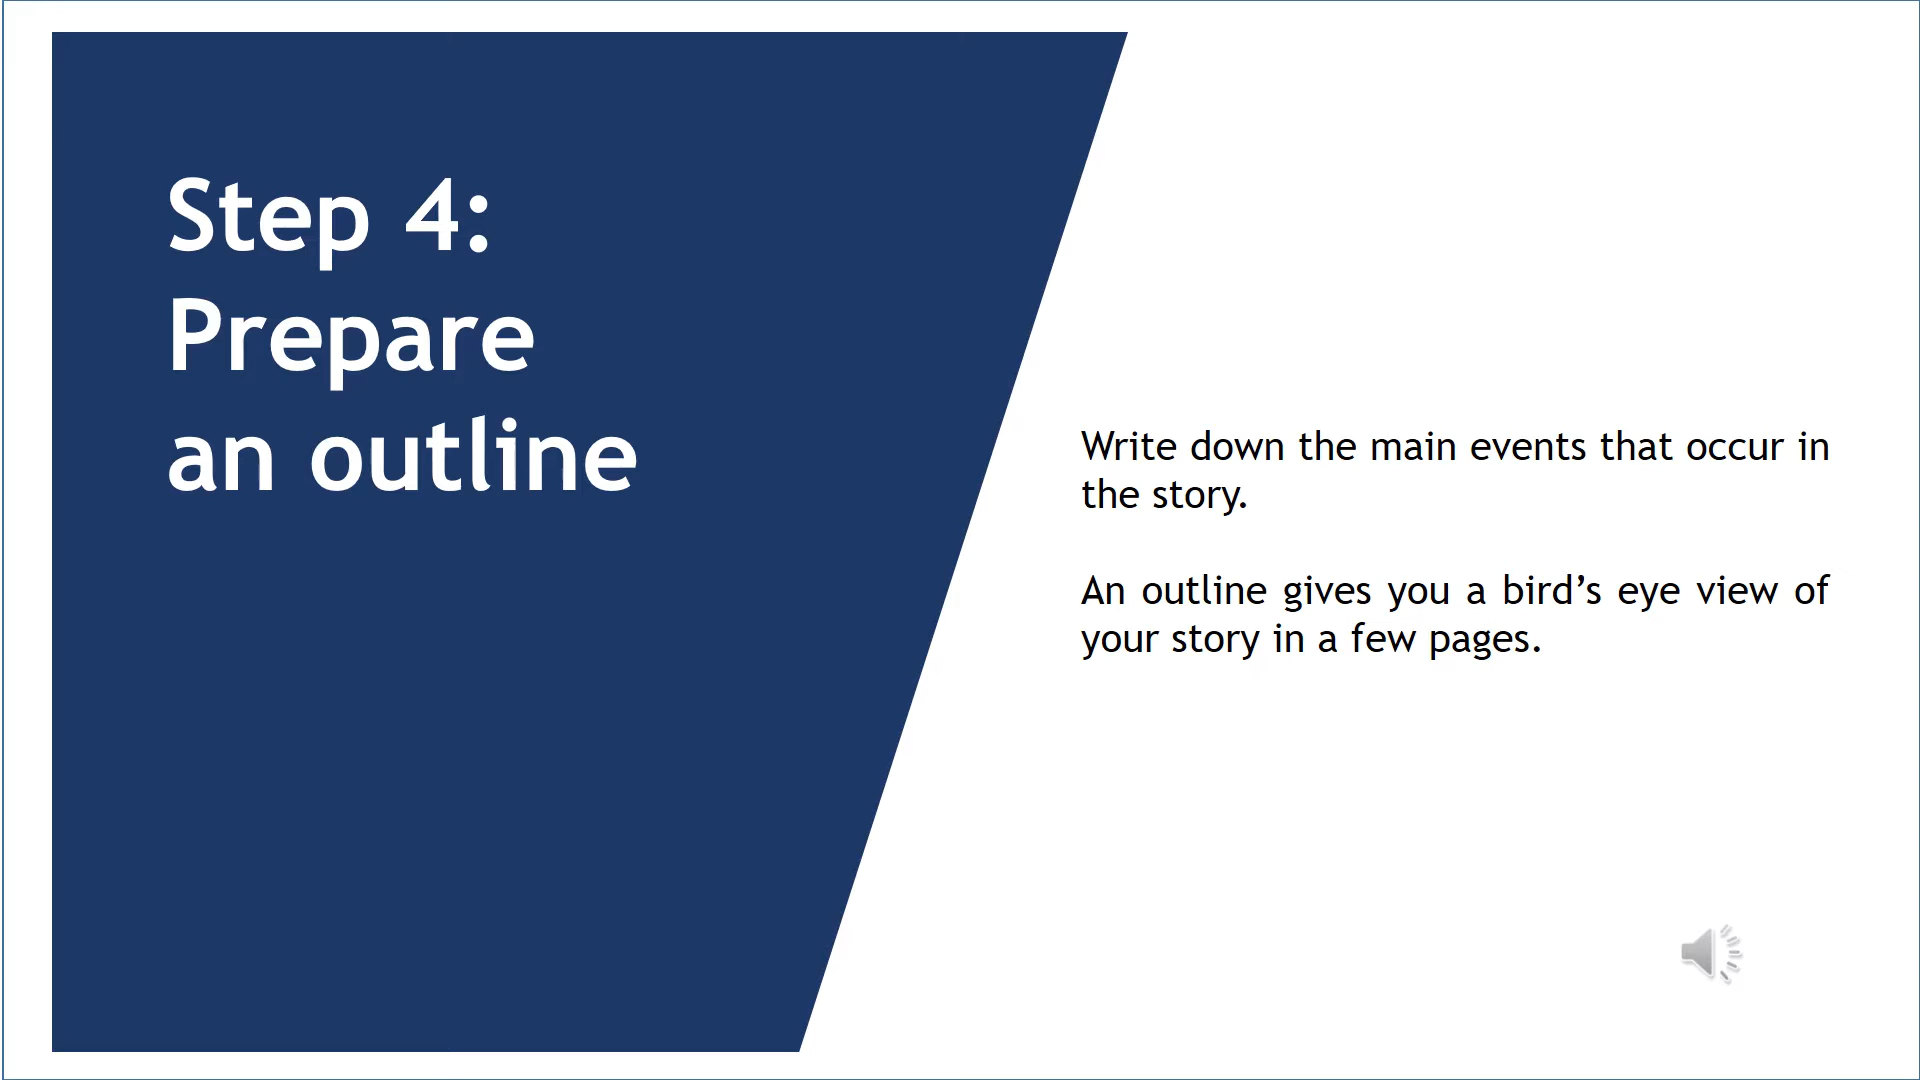 Step 4:
Prepare
an outline
Write down the main events that occur in
the story.
An outline gives you a bird’s eye view of
your story in a few pages.